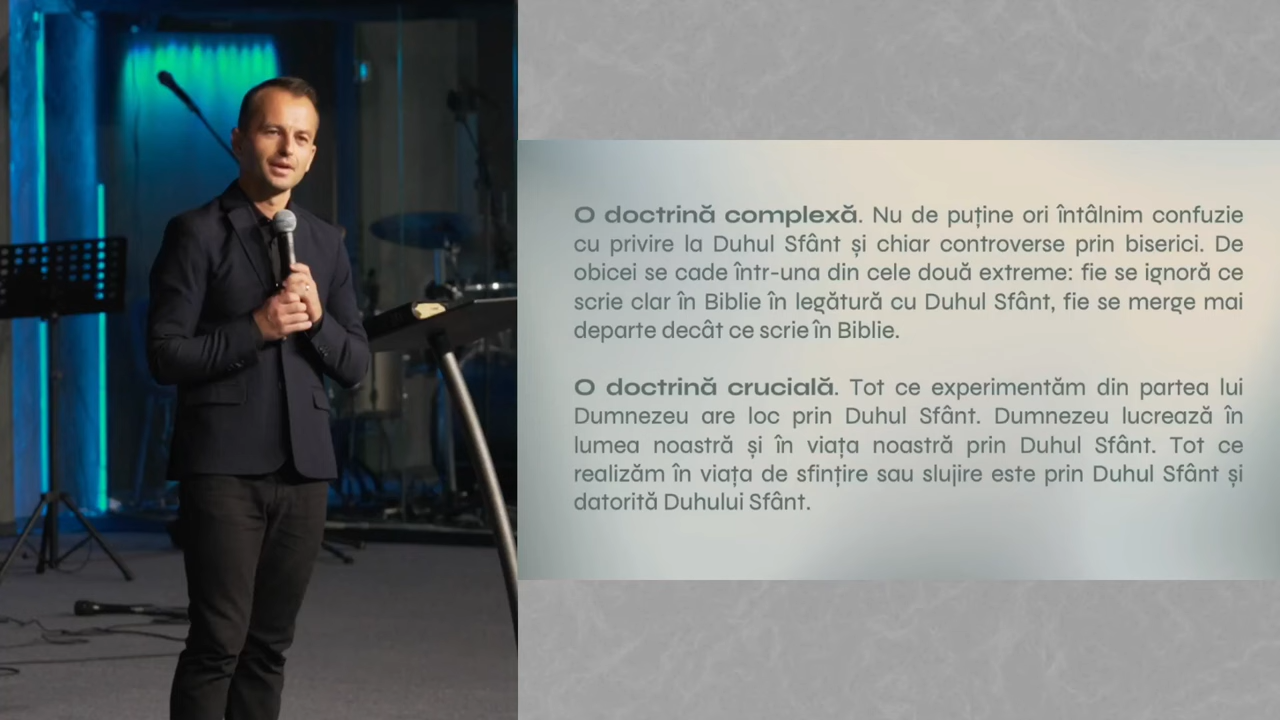 O doctrină complexă. Nu de puține ori întâlnim confuzie
cu privire la Duhul Sfânt și chiar controverse prin biserici. De
obicei se cade într-una din cele două extreme: fie se ignoră ce
scrie clar în Biblie în legătură cu Duhul Sfânt, fie se merge mai
departe decât ce scrie în Biblie.
O doctrină crucială. Tot ce experimentăm din partea lui
Dumnezeu are loc prin Duhul Sfânt. Dumnezeu lucrează în
lumea noastră și în viața noastră prin Duhul Sfânt. Tot ce
realizăm în viața de sfințire sau slujire este prin Duhul Sfânt și
datorită Duhului Sfânt.